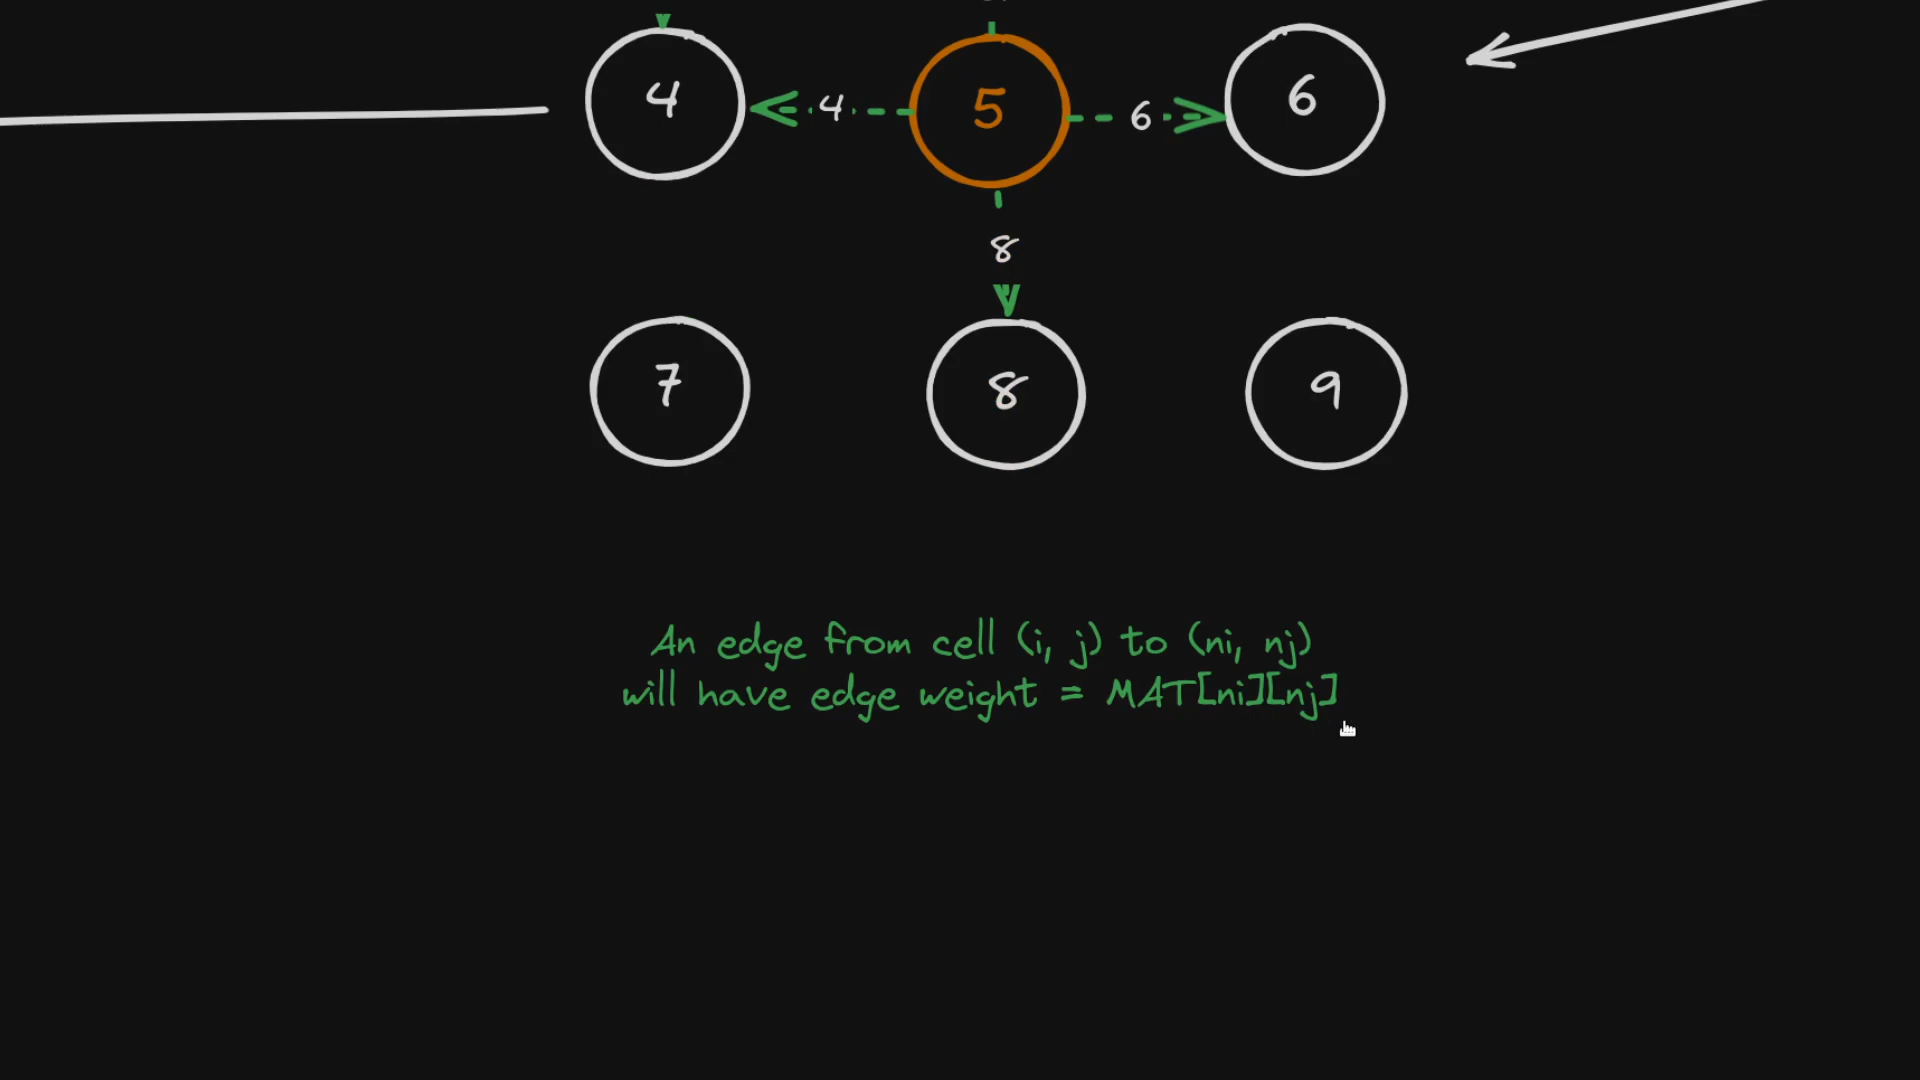 4 4 5 6 6
8
7 8 9
An edge from cell (i, j) to (ni, nj)
will have edge weight = MAT[ni][nj]